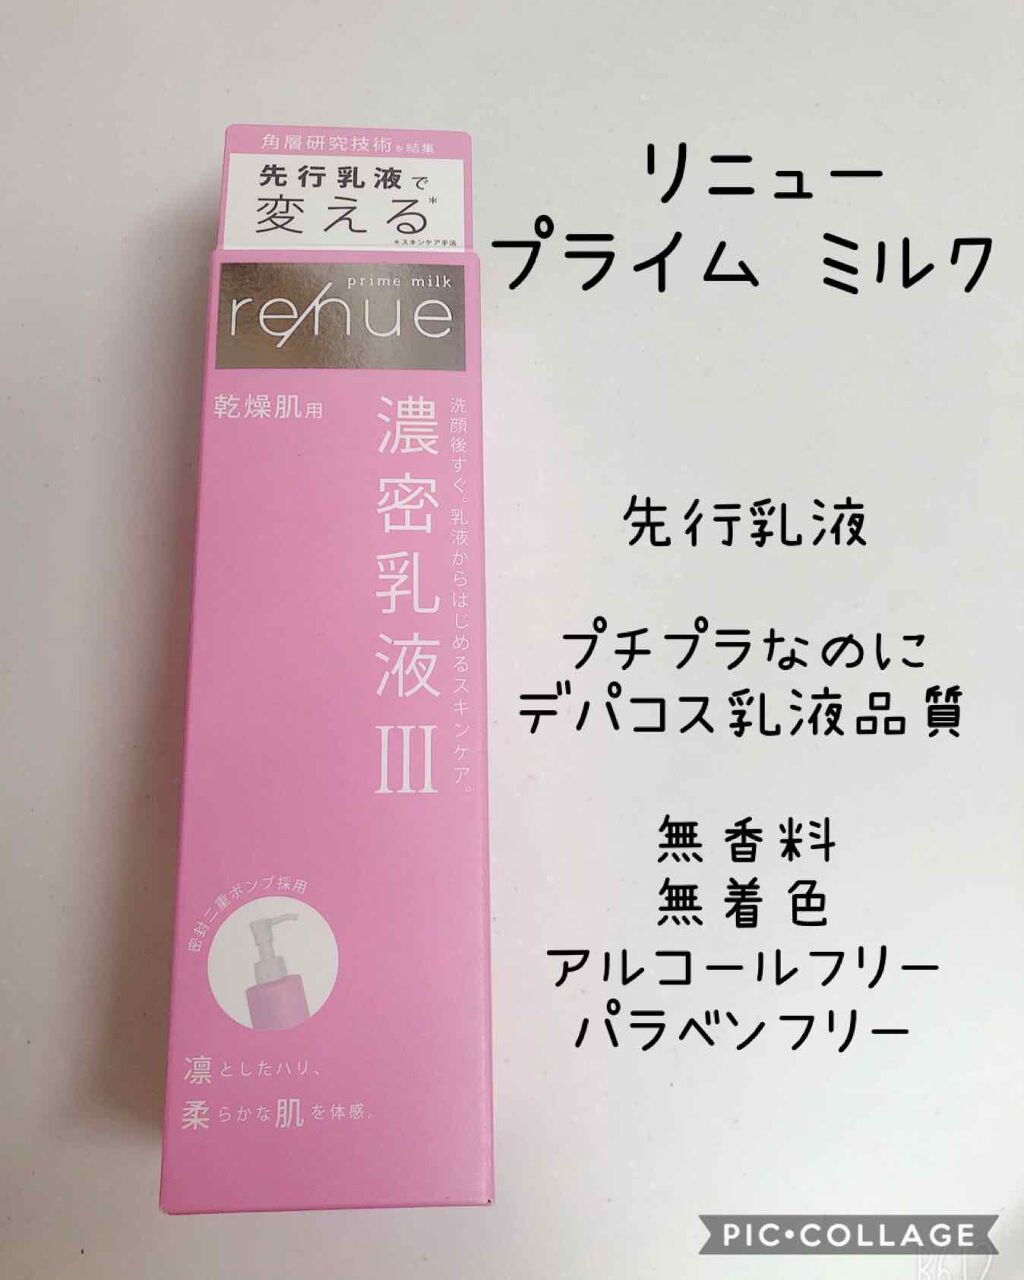 角層研究技術を結集
先行乳液で
変える*
*スキンケア手法
prime milk
renue
乾燥肌用
洗顔後すぐ。乳液からはじめるスキンケア。
濃密乳液Ⅲ
密封二重ポンプ採用
凛としたハリ、
柔らかな肌を体感。
リニュー
プライム ミルク
先行乳液
プチプラなのに
デパコス乳液品質
無香料
無着色
アルコールフリー
パラベンフリー
PIC•COLLAGE
B612